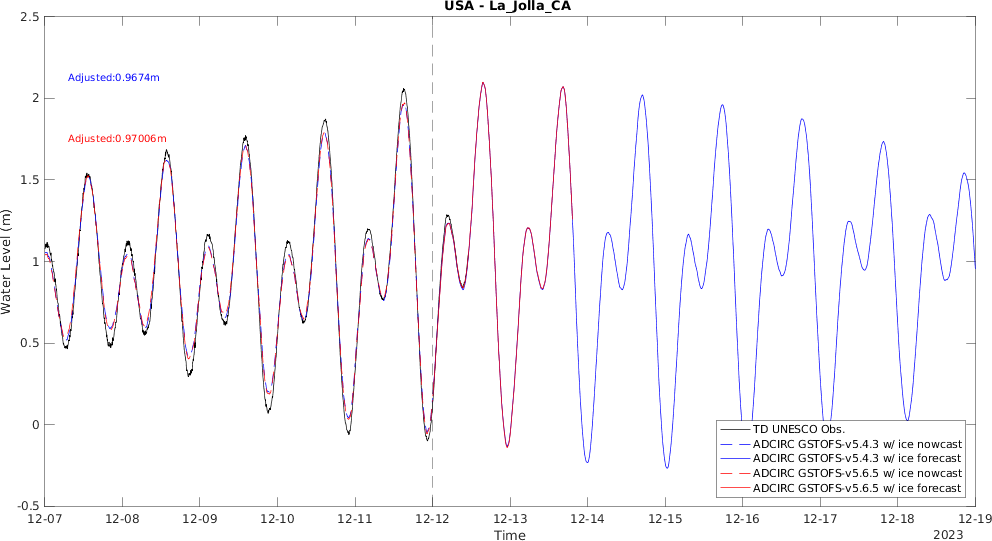 USA - La_Jolla_CA
2.5
2
1.5
1
0.5
0
-0.5
Water Level (m)
Adjusted:0.9674m
Adjusted:0.97006m
TD UNESCO Obs.
ADCIRC GSTOFS-v5.4.3 w/ ice nowcast
ADCIRC GSTOFS-v5.4.3 w/ ice forecast
ADCIRC GSTOFS-v5.6.5 w/ ice nowcast
ADCIRC GSTOFS-v5.6.5 w/ ice forecast
12-07 12-08 12-09 12-10 12-11 12-12 12-13 12-14 12-15 12-16 12-17 12-18 12-19
Time
2023